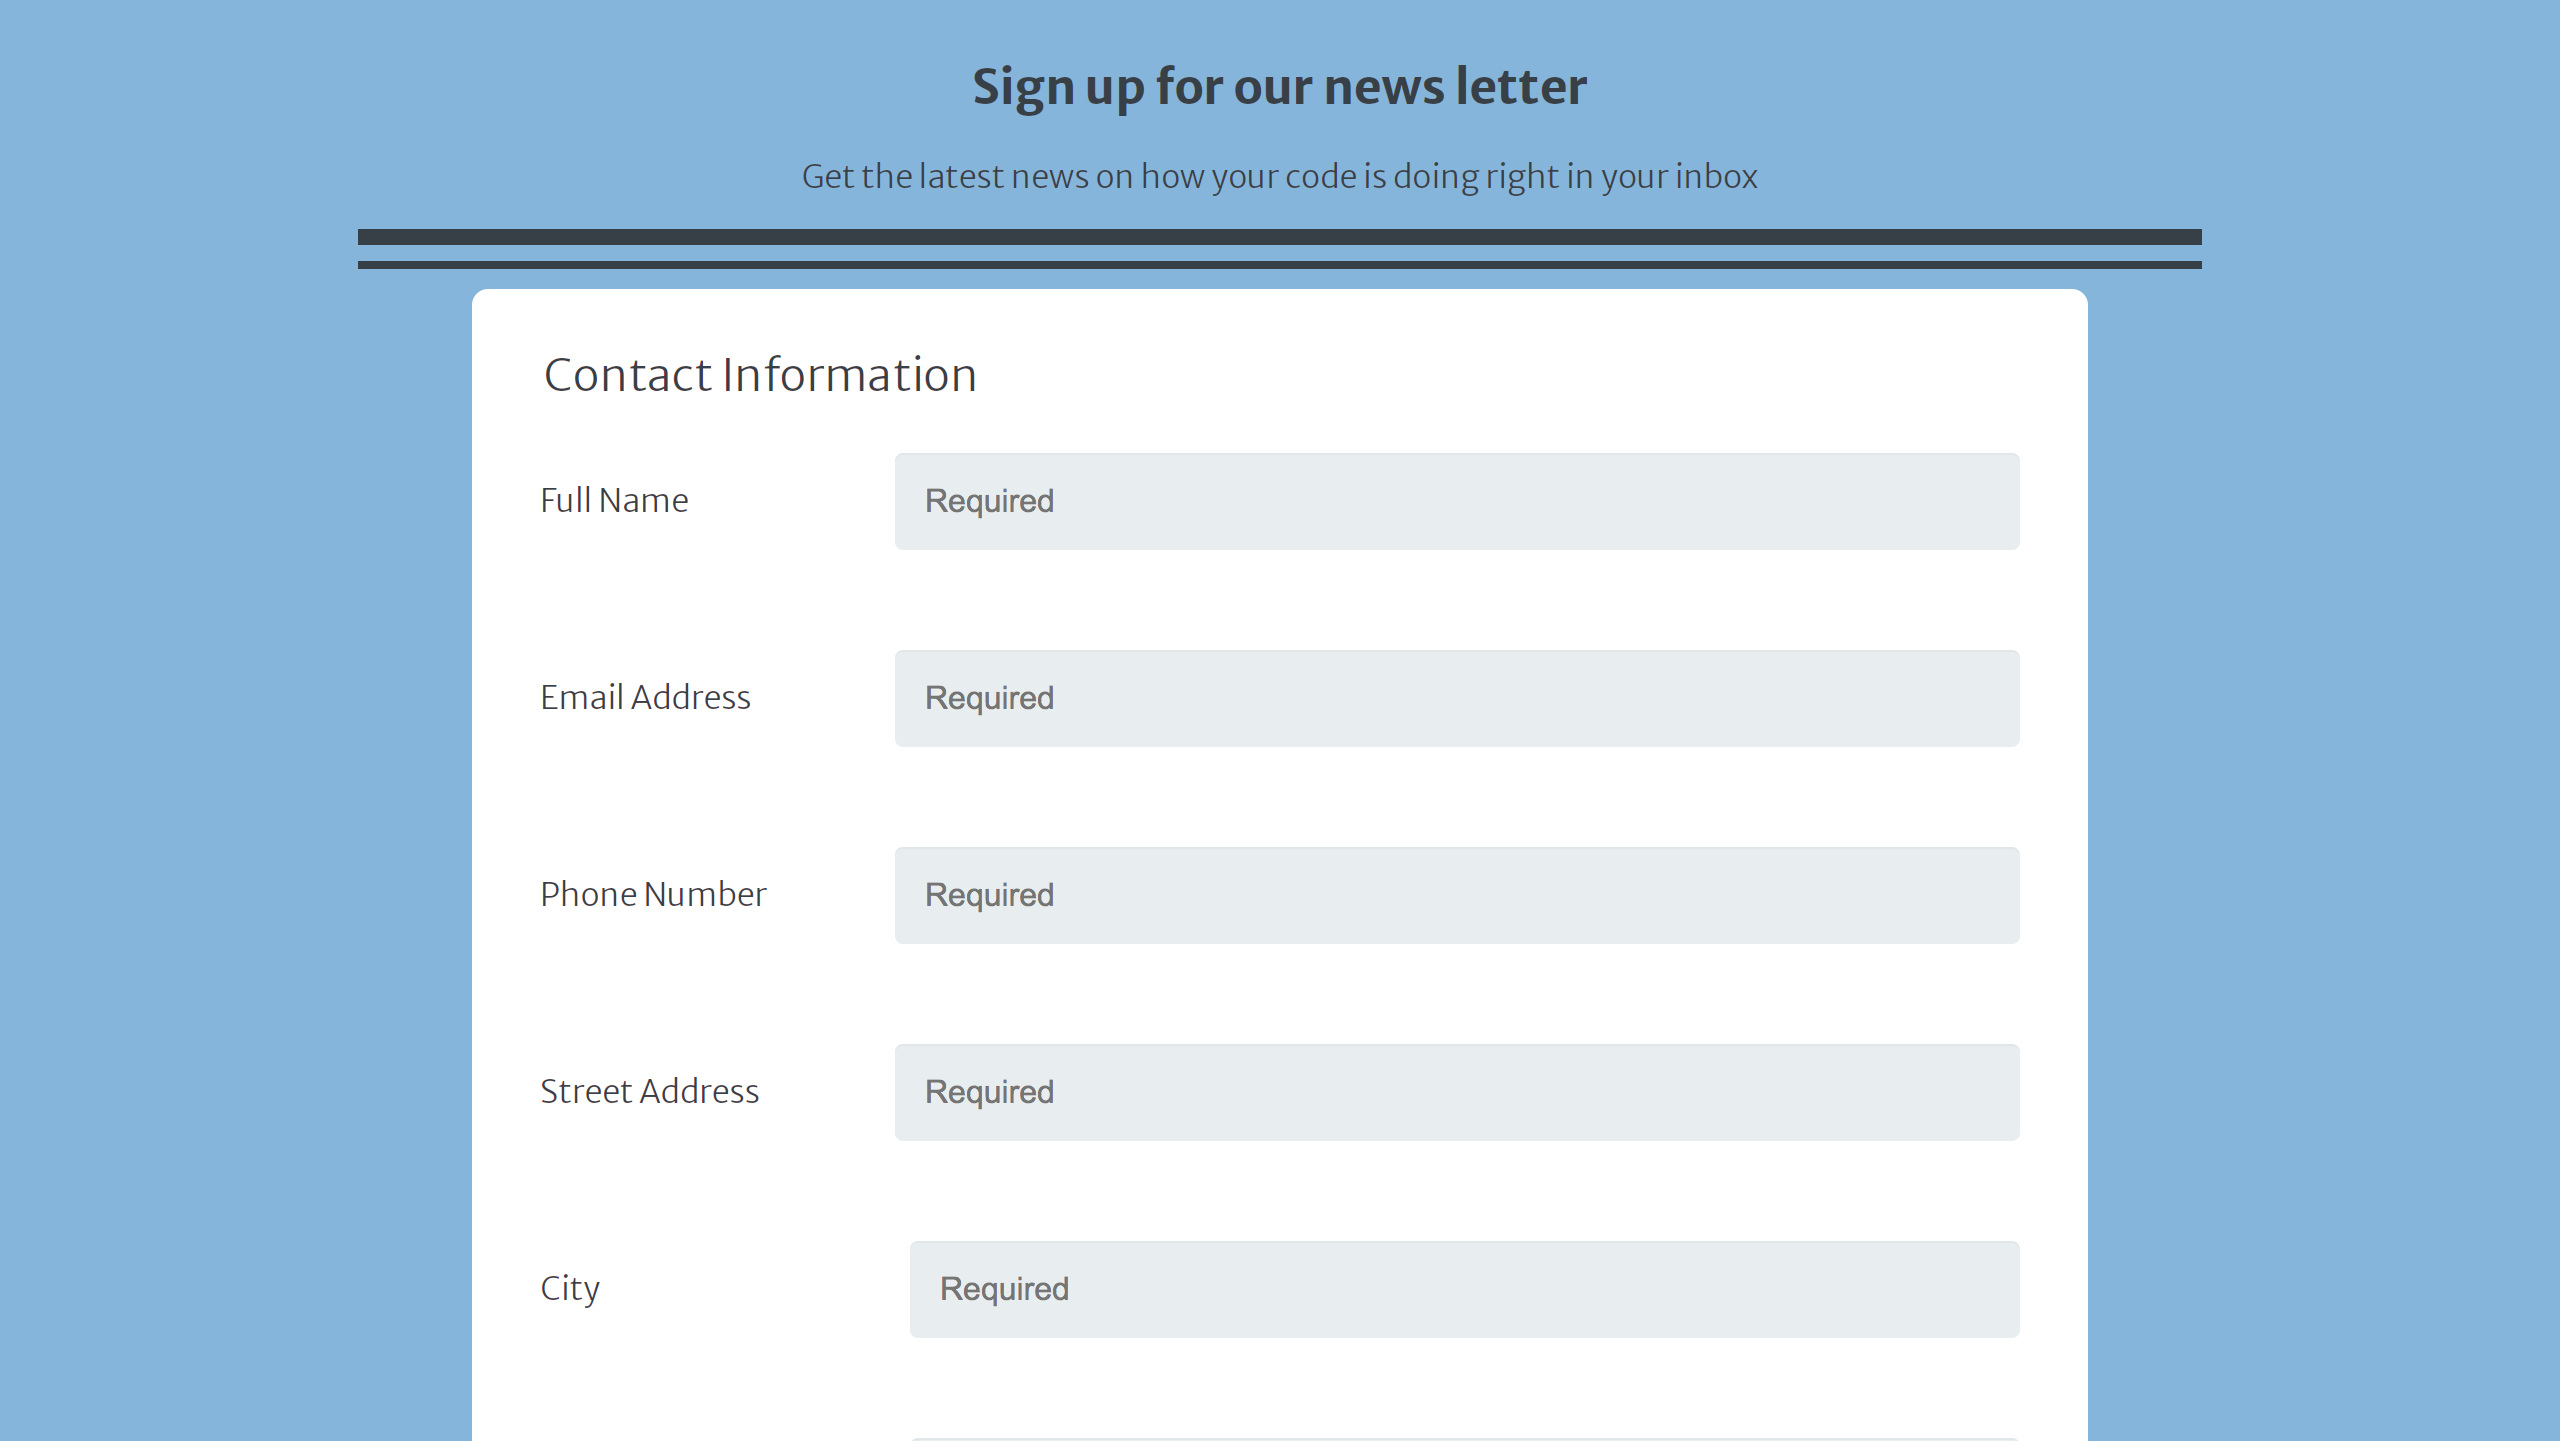 Sign up for our news letter
Get the latest news on how your code is doing right in your inbox
Contact Information
Full Name
Required
Email Address
Required
Phone Number
Required
Street Address
Required
City
Required